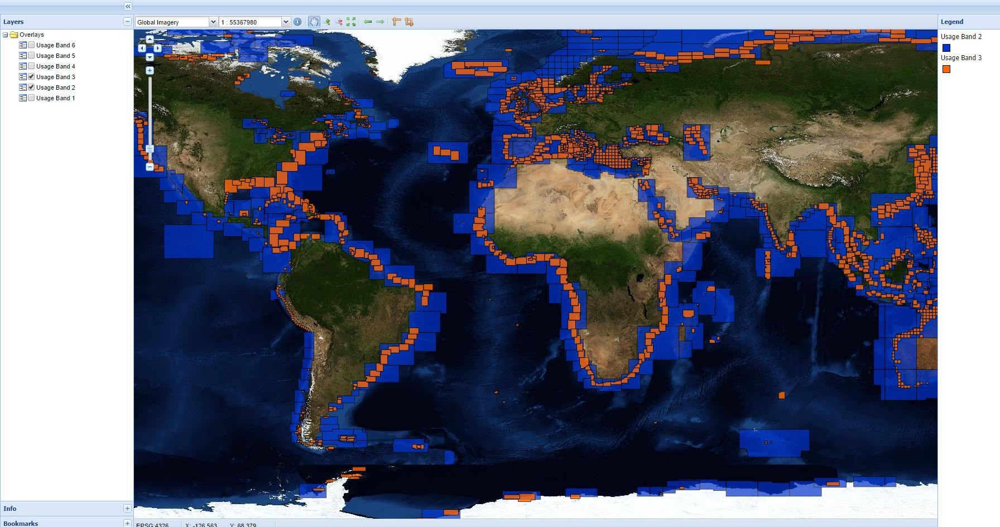 Layers
Overlays
Usage Band 6
Usage Band 5
Usage Band 4
Usage Band 3
Usage Band 2
Usage Band 1
Info
Bookmarks
Global Imagery
1 : 55367980
EPSG:4326 X: -126.563 Y: 68.379
Legend
Usage Band 2
Usage Band 3